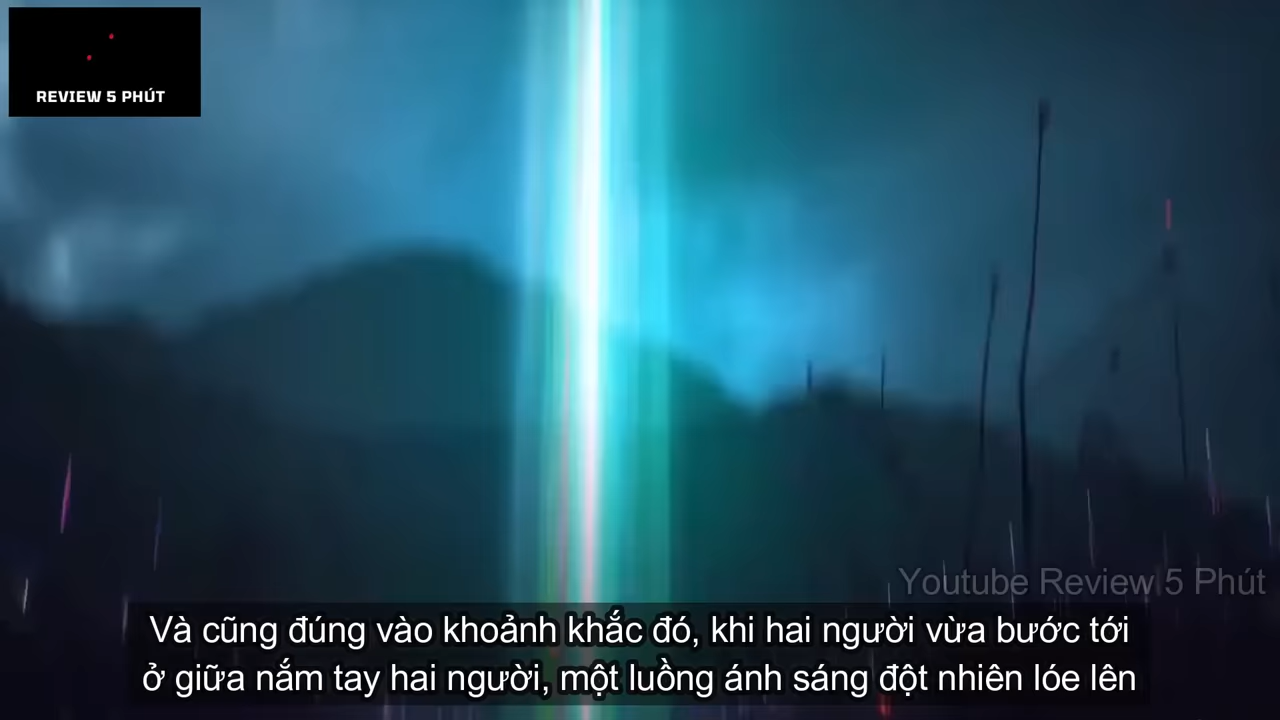 REVIEW 5 PHÚT
Youtube Review 5 Phút
Và cũng đúng vào khoảnh khắc đó, khi hai người vừa bước tới
ở giữa nắm tay hai người, một luồng ánh sáng đột nhiên lóe lên